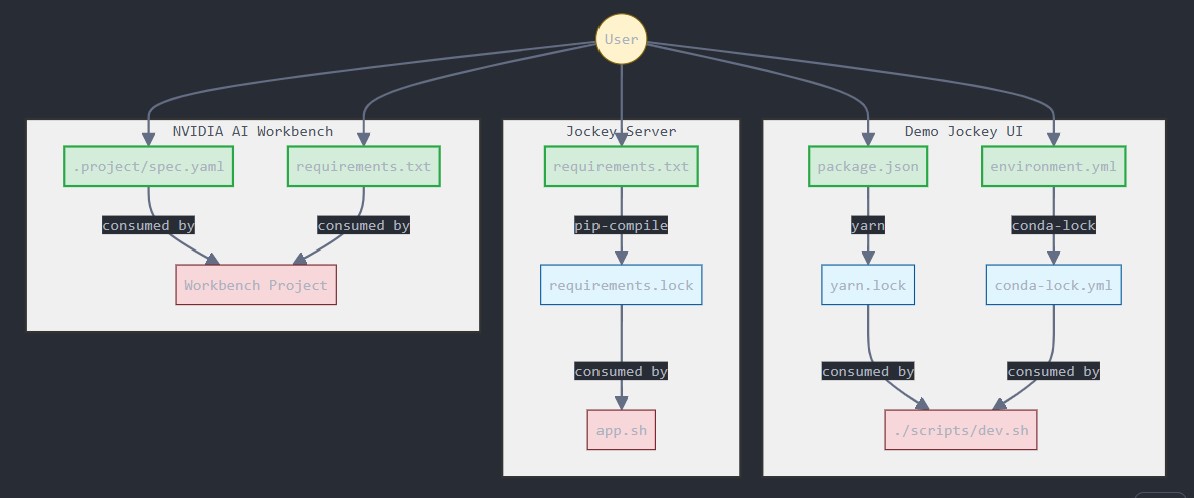 User
NVIDIA AI Workbench
Jockey Server
Demo Jockey UI
.project/spec.yaml
requirements.txt
requirements.txt
package.json
environment.yml
consumed by
consumed by
pip-compile
yarn
conda-lock
Workbench Project
requirements.lock
yarn.lock
conda-lock.yml
consumed by
consumed by
consumed by
app.sh
./scripts/dev.sh